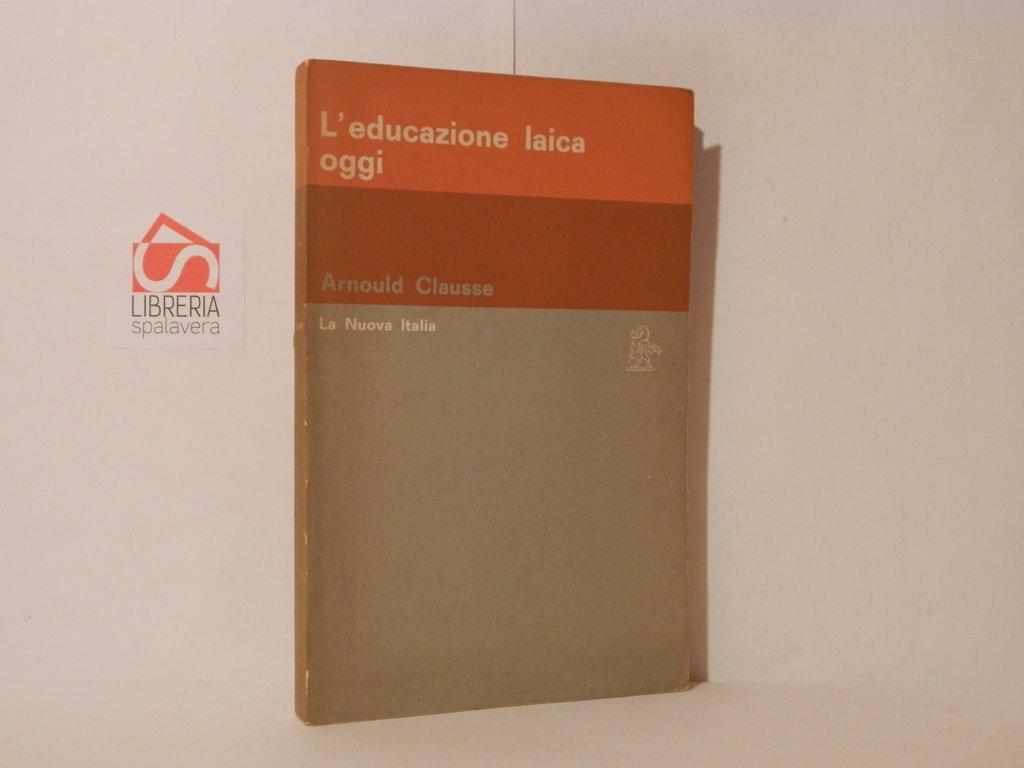 L'educazione laica
oggi
Arnould Clausse
La Nuova Italia
LIBRERIA
spalavera